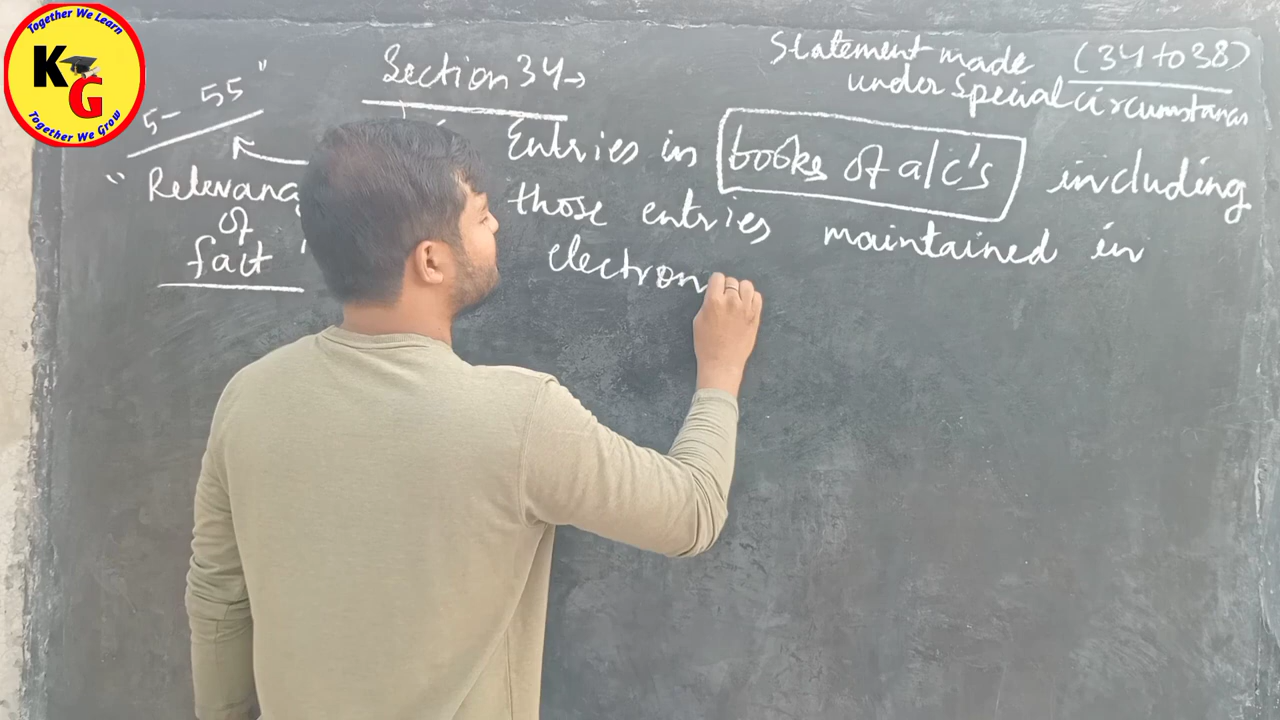 Together We Learn
KG
Together We Grow
"5- 55"
"Relevanc
of
fact"
Section 34→
Statement made (34 to 38)
under special circumstances
Entries in books of a/c's including
those entries maintained in
electron